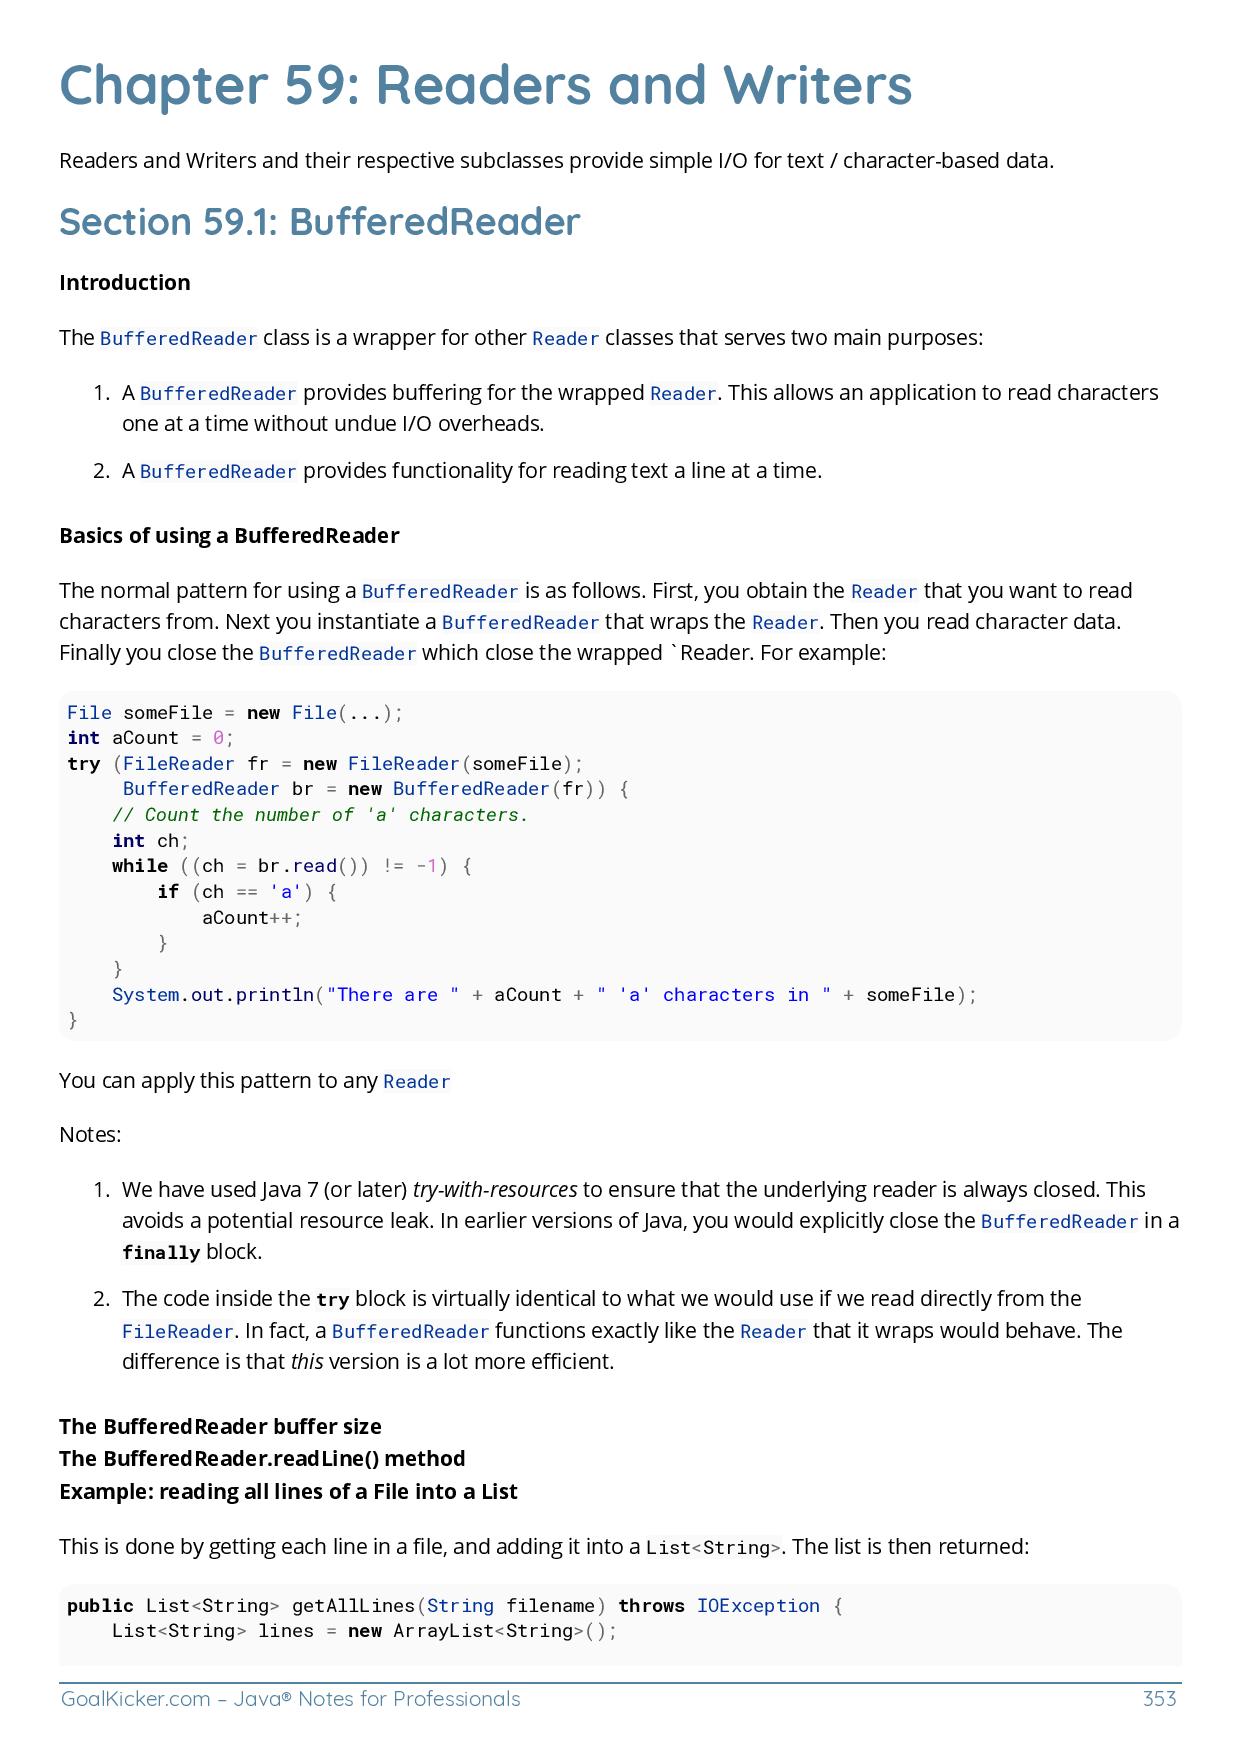 Chapter 59: Readers and Writers
Readers and Writers and their respective subclasses provide simple I/O for text / character-based data.
Section 59.1: BufferedReader
Introduction
The BufferedReader class is a wrapper for other Reader classes that serves two main purposes:
1. A BufferedReader provides buffering for the wrapped Reader. This allows an application to read characters
one at a time without undue I/O overheads.
2. A BufferedReader provides functionality for reading text a line at a time.
Basics of using a BufferedReader
The normal pattern for using a BufferedReader is as follows. First, you obtain the Reader that you want to read
characters from. Next you instantiate a BufferedReader that wraps the Reader. Then you read character data.
Finally you close the BufferedReader which close the wrapped `Reader. For example:
File someFile = new File(...);
int aCount = 0;
try (FileReader fr = new FileReader(someFile);
     BufferedReader br = new BufferedReader(fr)) {
    // Count the number of 'a' characters.
    int ch;
    while ((ch = br.read()) != -1) {
        if (ch == 'a') {
            aCount++;
        }
    }
    System.out.println("There are " + aCount + " 'a' characters in " + someFile);
}
You can apply this pattern to any Reader
Notes:
1. We have used Java 7 (or later) try-with-resources to ensure that the underlying reader is always closed. This
avoids a potential resource leak. In earlier versions of Java, you would explicitly close the BufferedReader in a
finally block.
2. The code inside the try block is virtually identical to what we would use if we read directly from the
FileReader. In fact, a BufferedReader functions exactly like the Reader that it wraps would behave. The
difference is that this version is a lot more efficient.
The BufferedReader buffer size
The BufferedReader.readLine() method
Example: reading all lines of a File into a List
This is done by getting each line in a file, and adding it into a List<String>. The list is then returned:
public List<String> getAllLines(String filename) throws IOException {
    List<String> lines = new ArrayList<String>();
GoalKicker.com – Java® Notes for Professionals 353